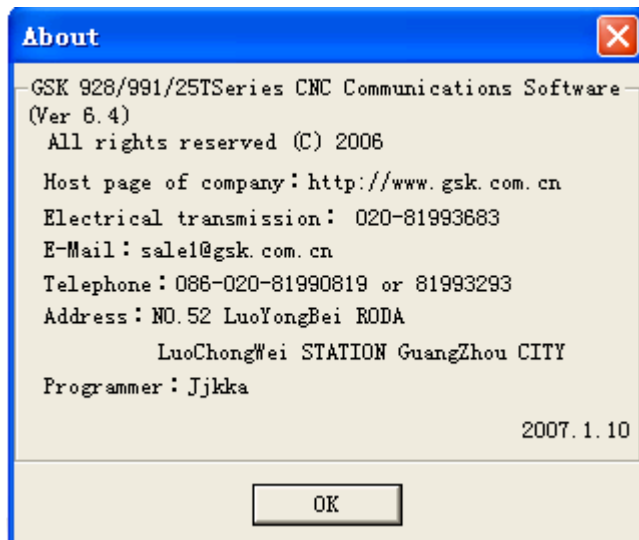 About
GSK 928/991/25TSeries CNC Communications Software
(Ver 6.4)
All rights reserved (C) 2006
Host page of company：http://www.gsk.com.cn
Electrical transmission： 020-81993683
E-Mail：sale1@gsk.com.cn
Telephone：086-020-81990819 or 81993293
Address：NO.52 LuoYongBei RODA
LuoChongWei STATION GuangZhou CITY
Programmer：Jjkka
2007.1.10
OK